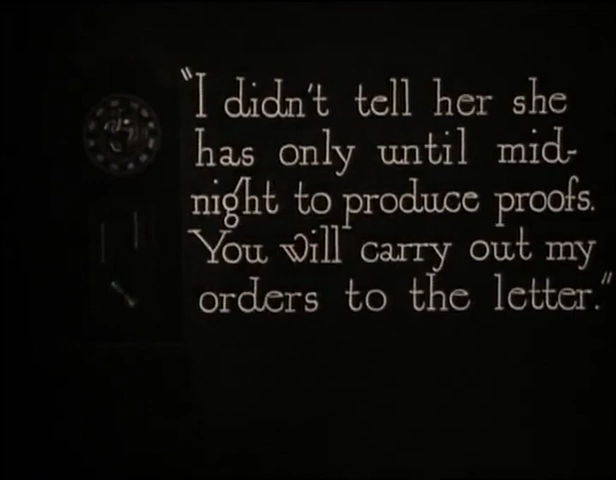 "I didn't tell her she
has only until mid-
night to produce proofs.
You will carry out my
orders to the letter."